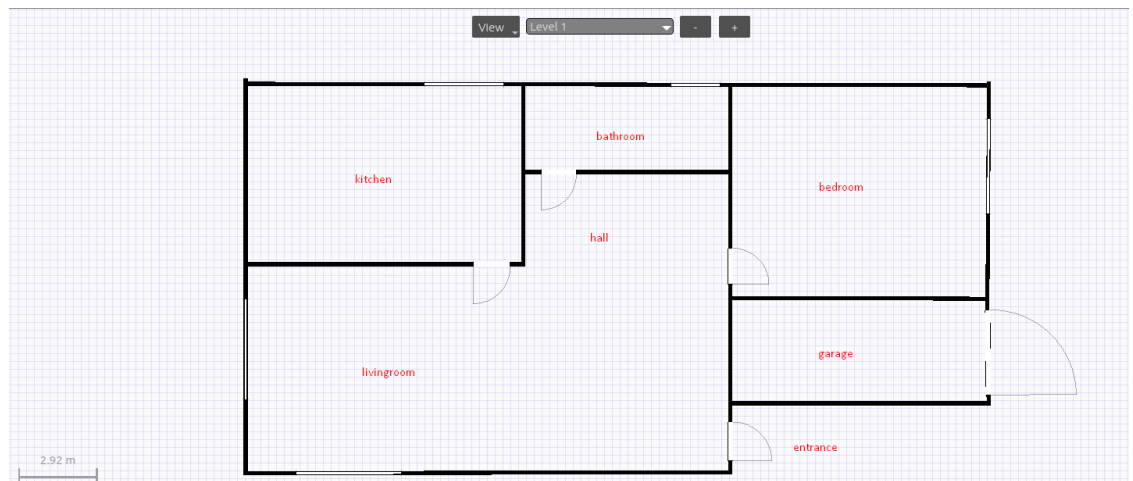 View
Level 1
-
+
bathroom
kitchen
bedroom
hall
garage
livingroom
entrance
2.92 m